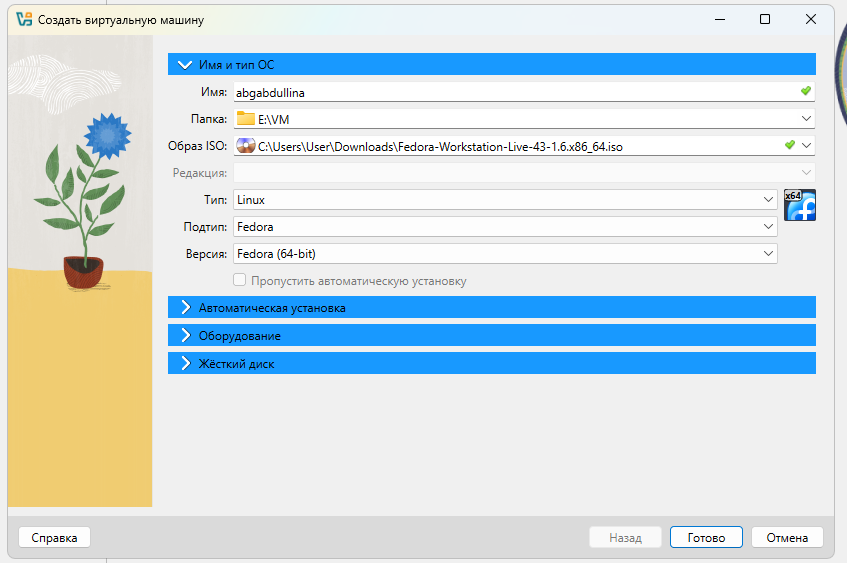 Создать виртуальную машину
Имя и тип ОС
Имя: abgabdullina
Папка: E:\VM
Образ ISO: C:\Users\User\Downloads\Fedora-Workstation-Live-43-1.6.x86_64.iso
Редакция:
Тип: Linux
x64
Подтип: Fedora
Версия: Fedora (64-bit)
Пропустить автоматическую установку
Автоматическая установка
Оборудование
Жёсткий диск
Справка Назад Готово Отмена